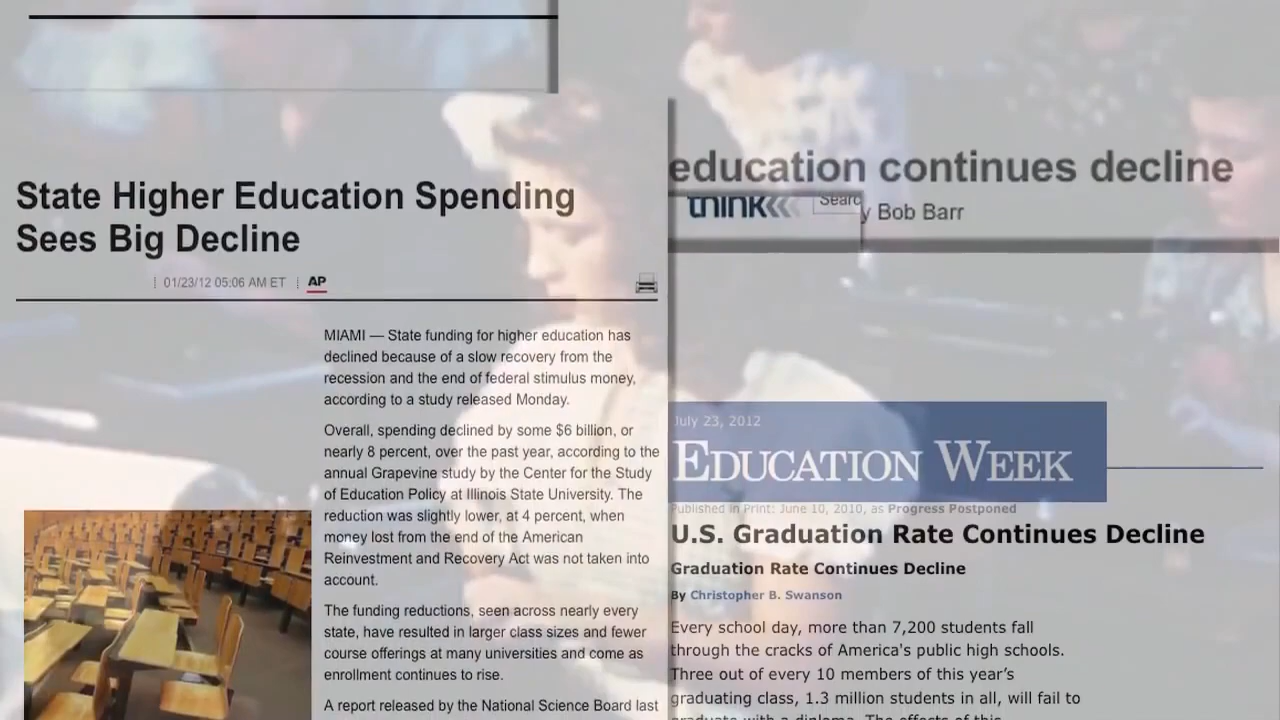 State Higher Education Spending
Sees Big Decline
01/23/12 05:06 AM ET
AP
MIAMI — State funding for higher education has
declined because of a slow recovery from the
recession and the end of federal stimulus money,
according to a study released Monday.
Overall, spending declined by some $6 billion, or
nearly 8 percent, over the past year, according to the
annual Grapevine study by the Center for the Study
of Education Policy at Illinois State University. The
reduction was slightly lower, at 4 percent, when
money lost from the end of the American
Reinvestment and Recovery Act was not taken into
account.
The funding reductions, seen across nearly every
state, have resulted in larger class sizes and fewer
course offerings at many universities and come as
enrollment continues to rise.
A report released by the National Science Board last
education continues decline
think
y Bob Barr
July 23, 2012
EDUCATION WEEK
Published in Print: June 10, 2010, as Progress Postponed
U.S. Graduation Rate Continues Decline
Graduation Rate Continues Decline
By Christopher B. Swanson
Every school day, more than 7,200 students fall
through the cracks of America's public high schools.
Three out of every 10 members of this year's
graduating class, 1.3 million students in all, will fail to
graduate with a diploma. The effects of this